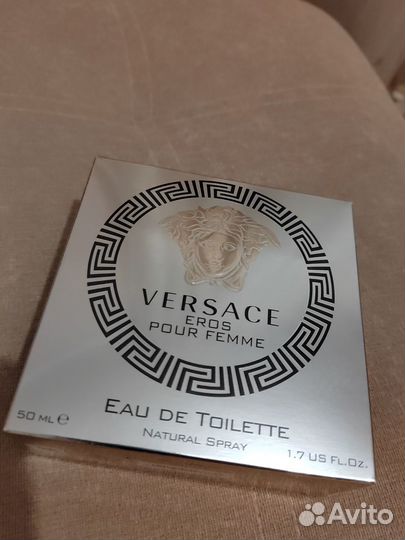 VERSACE
EROS
POUR FEMME
EAU DE TOILETTE
NATURAL SPRAY
50 ML e 1.7 US FL.Oz.
Avito